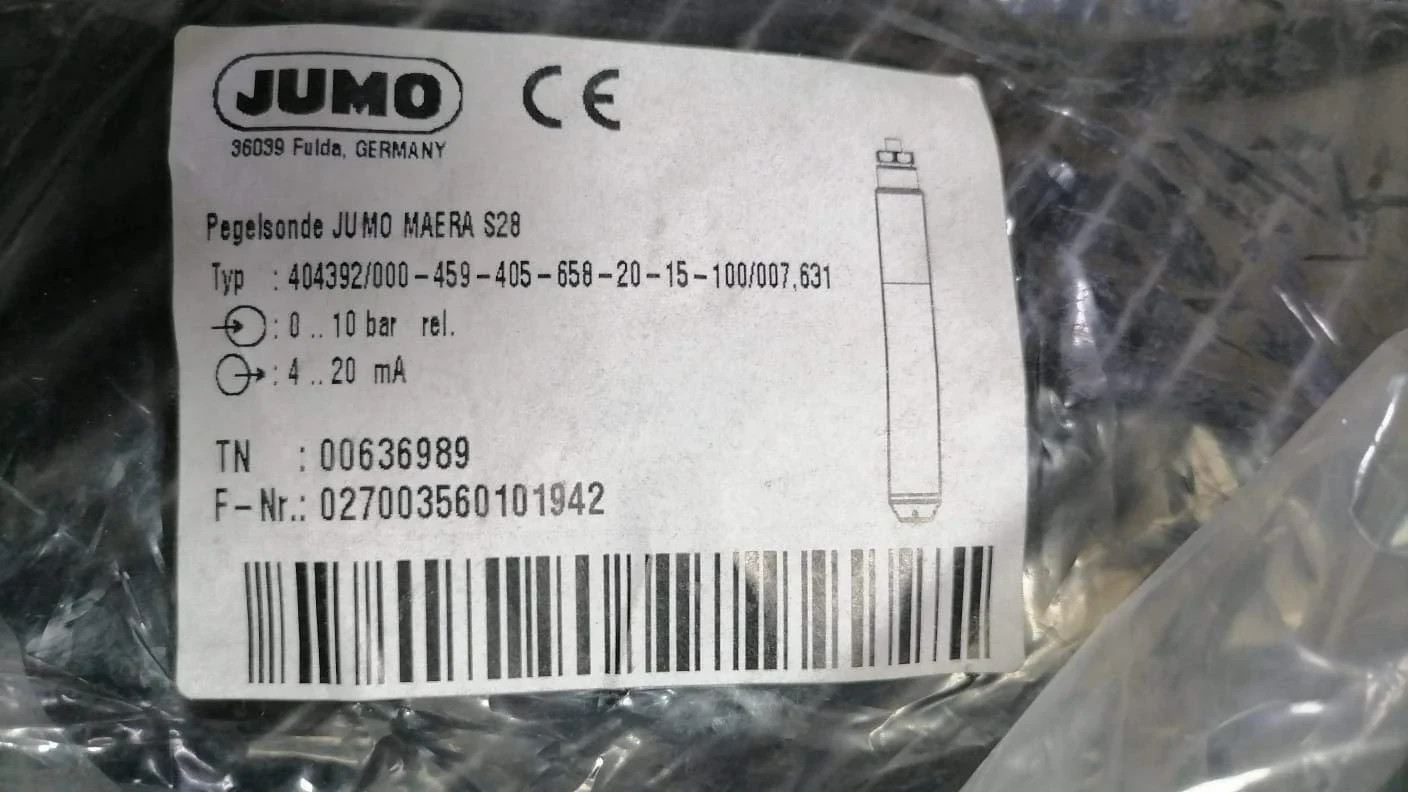 JUMO CE
36039 Fulda, GERMANY
Pegelsonde JUMO MAERA S28
Typ : 404392/000-459-405-658-20-15-100/007,631
: 0 .. 10 bar rel.
: 4 .. 20 mA
TN : 00636989
F-Nr.: 027003560101942